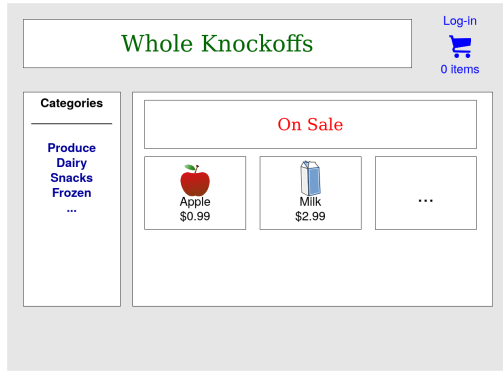 Whole Knockoffs
Log-in
0 items
Categories
Produce
Dairy
Snacks
Frozen
...
On Sale
Apple
$0.99
Milk
$2.99
...